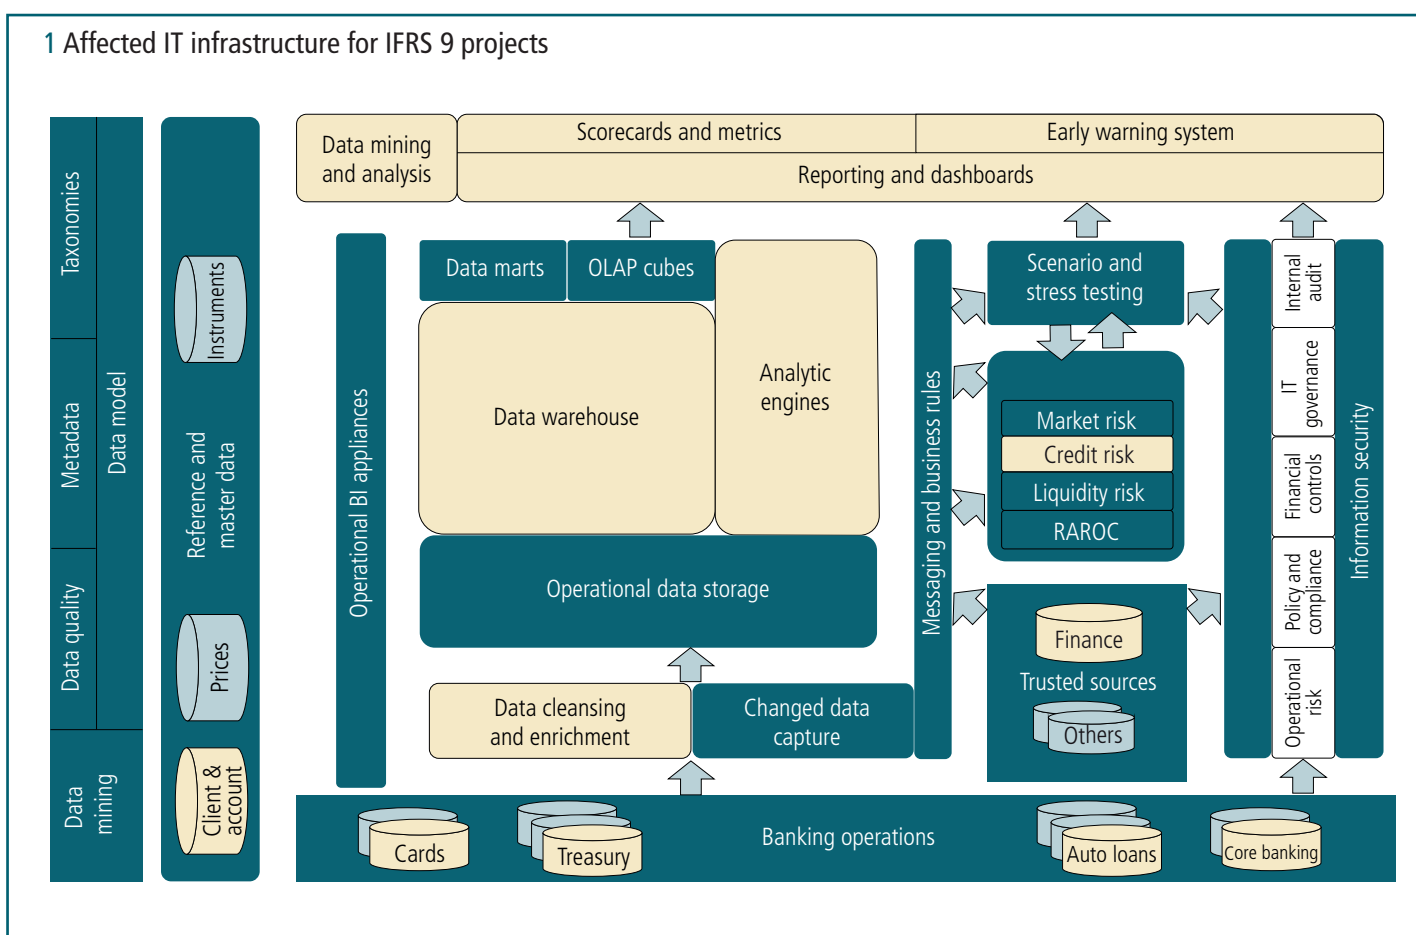 1 Affected IT infrastructure for IFRS 9 projects
Taxonomies
Metadata
Data quality
Data model
Data
mining
Instruments
Reference and
master data
Prices
Client &
account
Data mining
and analysis
Scorecards and metrics
Early warning system
Reporting and dashboards
Operational BI appliances
Data marts
OLAP cubes
Data warehouse
Analytic
engines
Operational data storage
Data cleansing
and enrichment
Changed data
capture
Messaging and business rules
Scenario and
stress testing
Market risk
Credit risk
Liquidity risk
RAROC
Finance
Trusted sources
Others
Internal
audit
IT
governance
Financial
controls
Policy and
compliance
Operational
risk
Information security
Banking operations
Cards
Treasury
Auto loans
Core banking